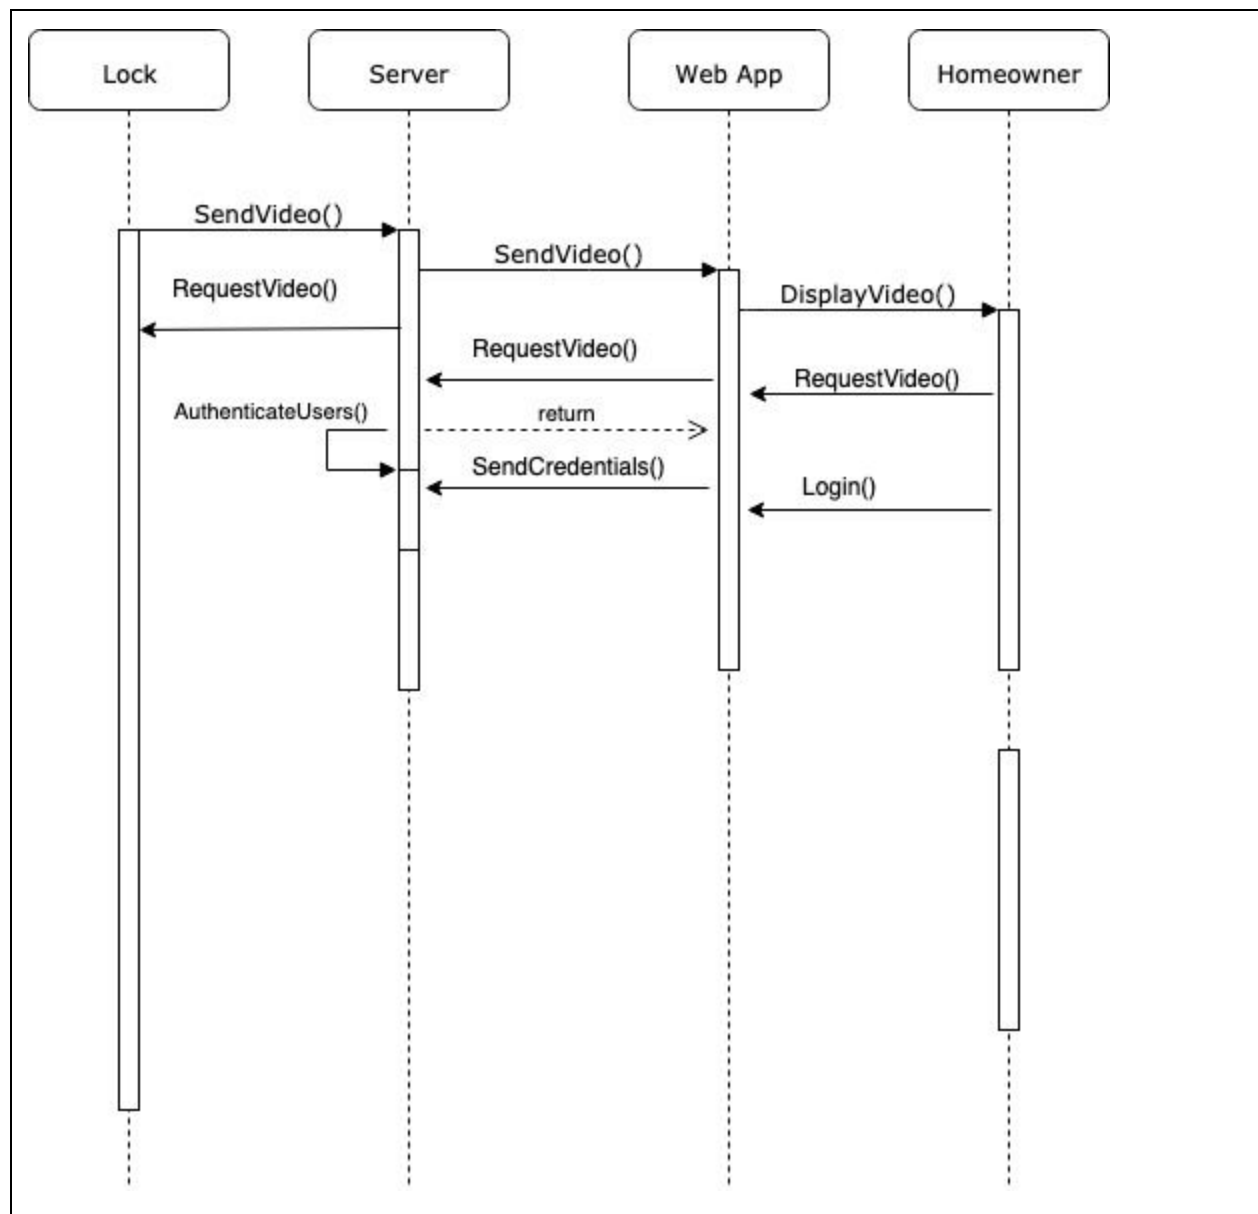 Lock
Server
Web App
Homeowner
SendVideo()
SendVideo()
RequestVideo()
DisplayVideo()
RequestVideo()
RequestVideo()
AuthenticateUsers()
return
SendCredentials()
Login()